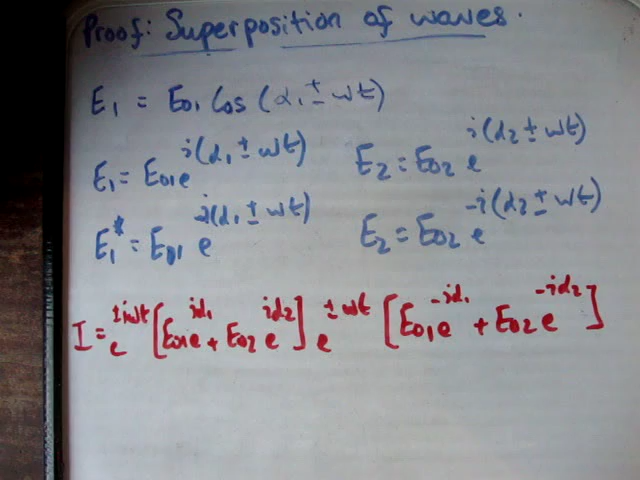 Proof: Superposition of waves.
E₁ = E₀₁ Cos (α₁ ± ωt)
E₁ = E₀₁e^{i(α₁ ± ωt)} E₂ = E₀₂ e^{i(α₂ ± ωt)}
E₁* = E₀₁ e^{-i(α₁ ± ωt)} E₂ = E₀₂ e^{-i(α₂ ± ωt)}
I = e^{±iωt} [E₀₁e^{iα₁} + E₀₂ e^{iα₂}] e^{±ωt} [E₀₁e^{-iα₁} + E₀₂ e^{-iα₂}]